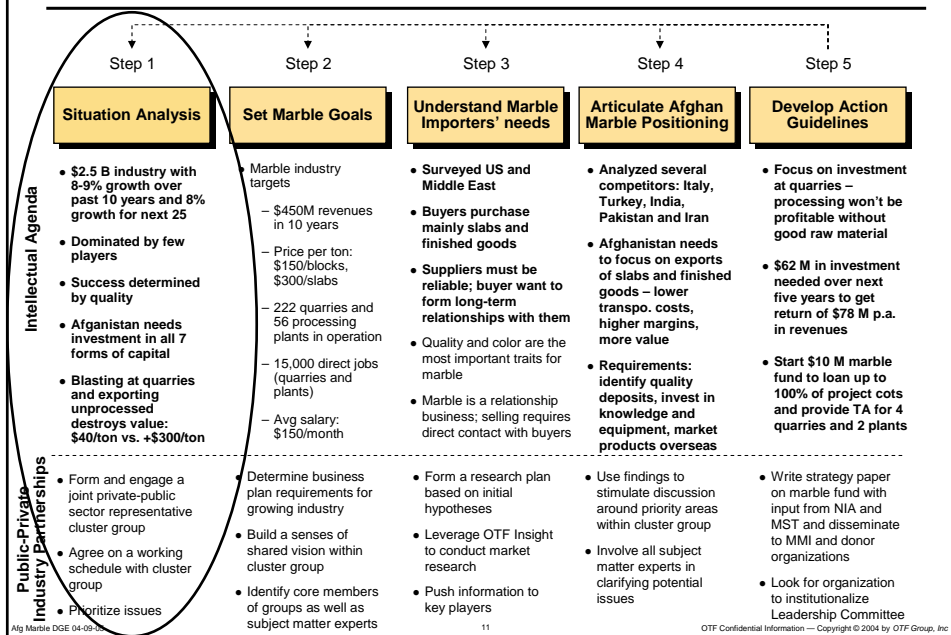 Step 1
Step 2
Step 3
Step 4
Step 5
Situation Analysis
Set Marble Goals
Understand Marble
Importers' needs
Articulate Afghan
Marble Positioning
Develop Action
Guidelines
Intellectual Agenda
● $2.5 B industry with
8-9% growth over
past 10 years and 8%
growth for next 25
● Dominated by few
players
● Success determined
by quality
● Afganistan needs
investment in all 7
forms of capital
● Blasting at quarries
and exporting
unprocessed
destroys value:
$40/ton vs. +$300/ton
● Marble industry
targets
– $450M revenues
in 10 years
– Price per ton:
$150/blocks,
$300/slabs
– 222 quarries and
56 processing
plants in operation
– 15,000 direct jobs
(quarries and
plants)
– Avg salary:
$150/month
● Surveyed US and
Middle East
● Buyers purchase
mainly slabs and
finished goods
● Suppliers must be
reliable; buyer want to
form long-term
relationships with them
● Quality and color are the
most important traits for
marble
● Marble is a relationship
business; selling requires
direct contact with buyers
● Analyzed several
competitors: Italy,
Turkey, India,
Pakistan and Iran
● Afghanistan needs
to focus on exports
of slabs and finished
goods – lower
transpo. costs,
higher margins,
more value
● Requirements:
identify quality
deposits, invest in
knowledge and
equipment, market
products overseas
● Focus on investment
at quarries –
processing won't be
profitable without
good raw material
● $62 M in investment
needed over next
five years to get
return of $78 M p.a.
in revenues
● Start $10 M marble
fund to loan up to
100% of project cots
and provide TA for 4
quarries and 2 plants
Public-Private
Industry Partnerships
● Form and engage a
joint private-public
sector representative
cluster group
● Agree on a working
schedule with cluster
group
● Prioritize issues
● Determine business
plan requirements for
growing industry
● Build a senses of
shared vision within
cluster group
● Identify core members
of groups as well as
subject matter experts
● Form a research plan
based on initial
hypotheses
● Leverage OTF Insight
to conduct market
research
● Push information to
key players
● Use findings to
stimulate discussion
around priority areas
within cluster group
● Involve all subject
matter experts in
clarifying potential
issues
● Write strategy paper
on marble fund with
input from NIA and
MST and disseminate
to MMI and donor
organizations
● Look for organization
to institutionalize
Leadership Committee
Afg Marble DGE 04-09-05
11
OTF Confidential Information — Copyright © 2004 by OTF Group, Inc